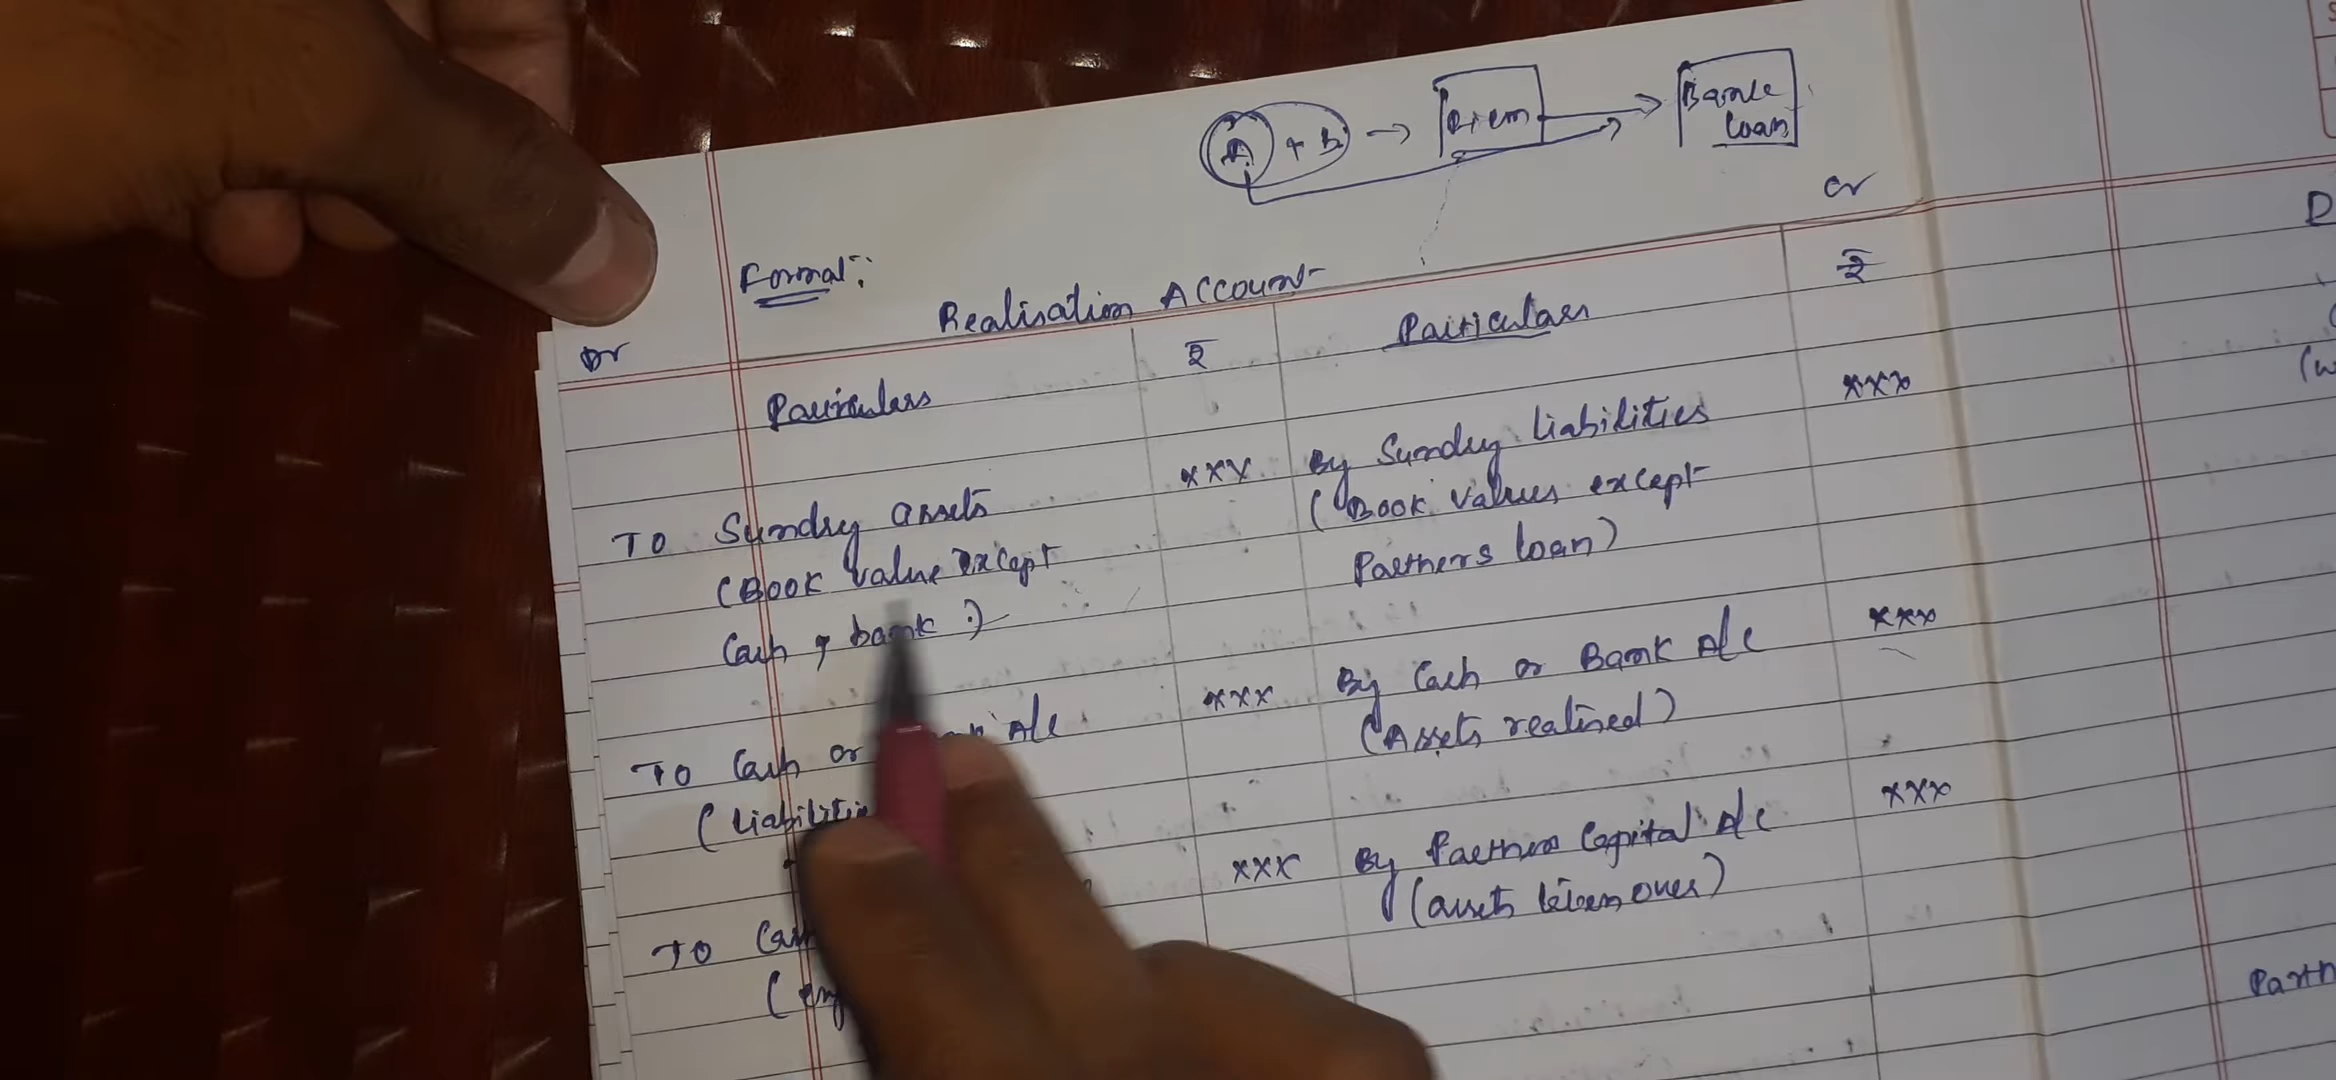 A + B → Firm → Bank
loan
Cr
Format:
Realisation Account
Dr
Particulars ₹ Particulars ₹
To Sundry assets xxx By Sundry liabilities xxx
(Book value except (Book values except
Cash & bank) Partners loan)
To Cash or A/c xxx By Cash or Bank A/c xxx
(Assets realised)
To xxx By Partners Capital A/c xxx
(assets taken over)
D
Partn